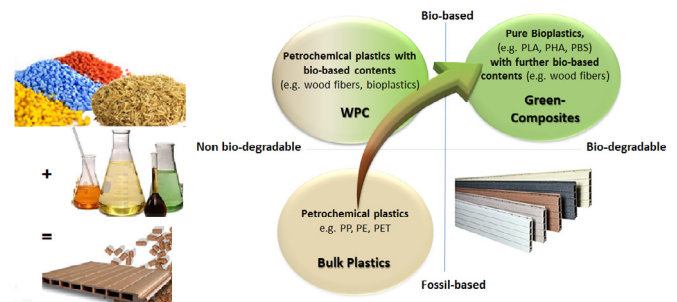 Bio-based
Petrochemical plastics with
bio-based contents
(e.g. wood fibers, bioplastics)
WPC
Pure Bioplastics,
(e.g. PLA, PHA, PBS)
with further bio-based
contents (e.g. wood fibers)
Green-
Composites
Non bio-degradable
Bio-degradable
+
=
Petrochemical plastics
e.g. PP, PE, PET
Bulk Plastics
Fossil-based